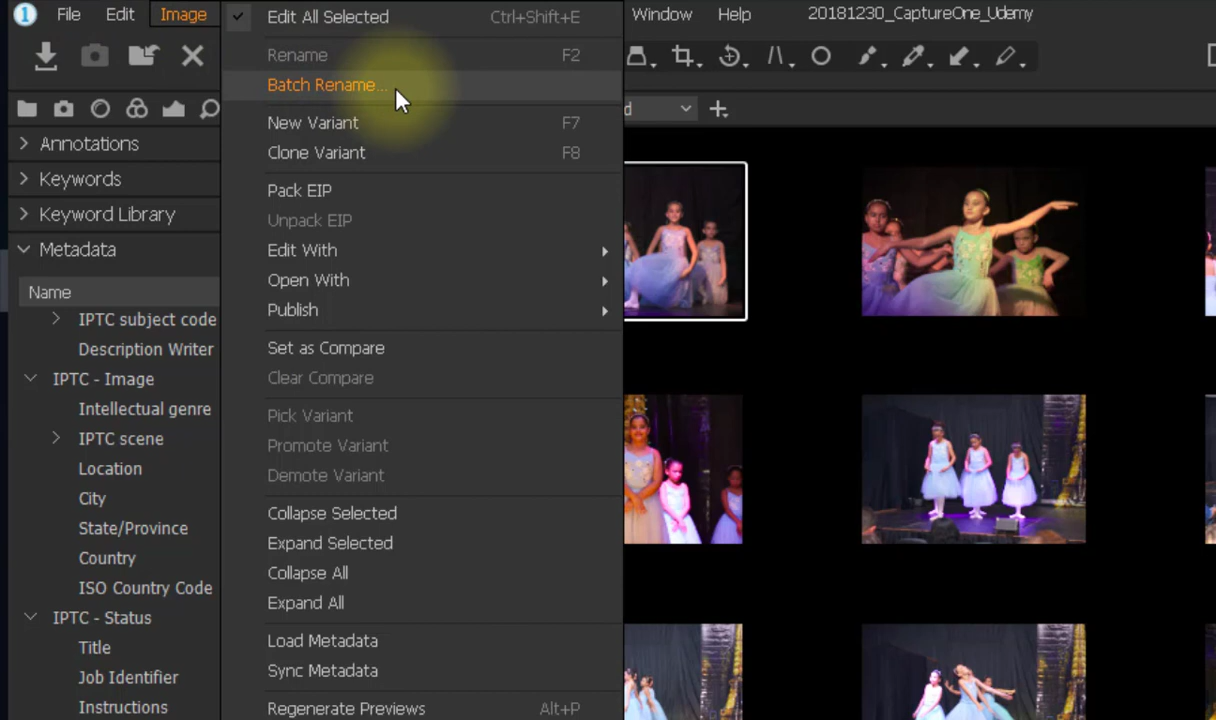 1 File Edit Image Window Help 20181230_CaptureOne_Udemy
Edit All Selected Ctrl+Shift+E
Rename F2
Batch Rename...
d
New Variant F7
Clone Variant F8
Pack EIP
Unpack EIP
Edit With
Open With
Publish
Set as Compare
Clear Compare
Pick Variant
Promote Variant
Demote Variant
Collapse Selected
Expand Selected
Collapse All
Expand All
Load Metadata
Sync Metadata
Regenerate Previews Alt+P
Annotations
Keywords
Keyword Library
Metadata
Name
IPTC subject code
Description Writer
IPTC - Image
Intellectual genre
IPTC scene
Location
City
State/Province
Country
ISO Country Code
IPTC - Status
Title
Job Identifier
Instructions